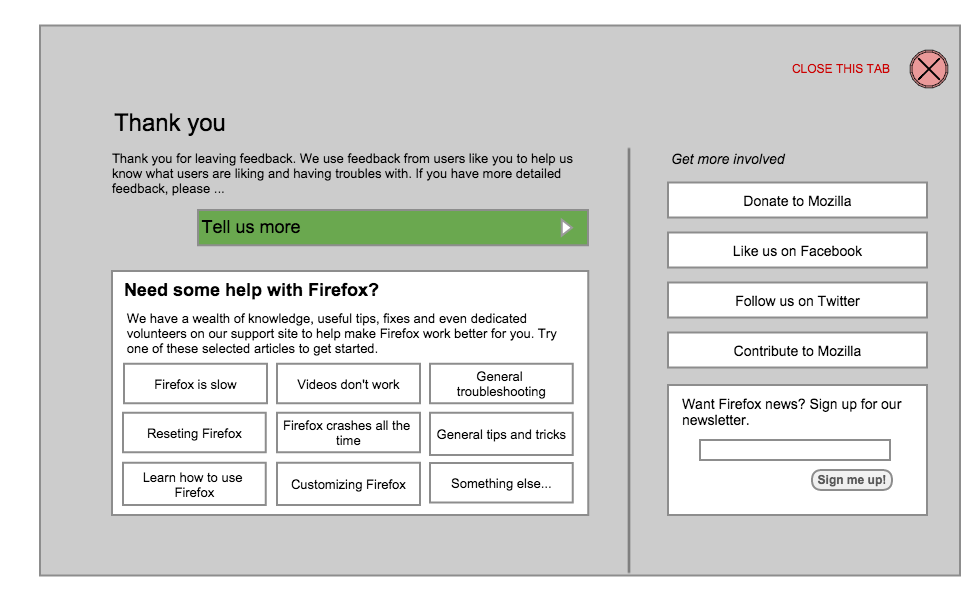 CLOSE THIS TAB
Thank you
Thank you for leaving feedback. We use feedback from users like you to help us
know what users are liking and having troubles with. If you have more detailed
feedback, please ...
Tell us more
Need some help with Firefox?
We have a wealth of knowledge, useful tips, fixes and even dedicated
volunteers on our support site to help make Firefox work better for you. Try
one of these selected articles to get started.
Firefox is slow
Videos don't work
General
troubleshooting
Reseting Firefox
Firefox crashes all the
time
General tips and tricks
Learn how to use
Firefox
Customizing Firefox
Something else...
Get more involved
Donate to Mozilla
Like us on Facebook
Follow us on Twitter
Contribute to Mozilla
Want Firefox news? Sign up for our
newsletter.
Sign me up!